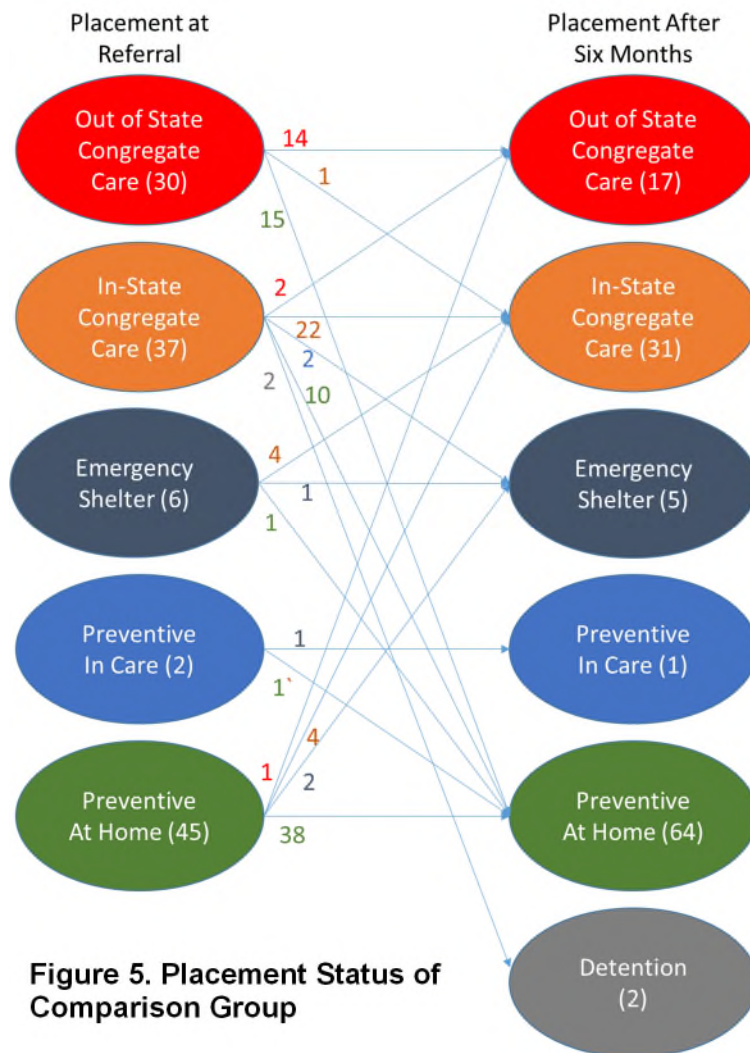 Placement at
Referral
Placement After
Six Months
Out of State
Congregate
Care (30)
14
1
15
Out of State
Congregate
Care (17)
In-State
Congregate
Care (37)
2
22
2
2
10
In-State
Congregate
Care (31)
Emergency
Shelter (6)
4
1
1
Emergency
Shelter (5)
Preventive
In Care (2)
1
1`
Preventive
In Care (1)
Preventive
At Home (45)
4
1
2
38
Preventive
At Home (64)
Figure 5. Placement Status of
Comparison Group
Detention
(2)